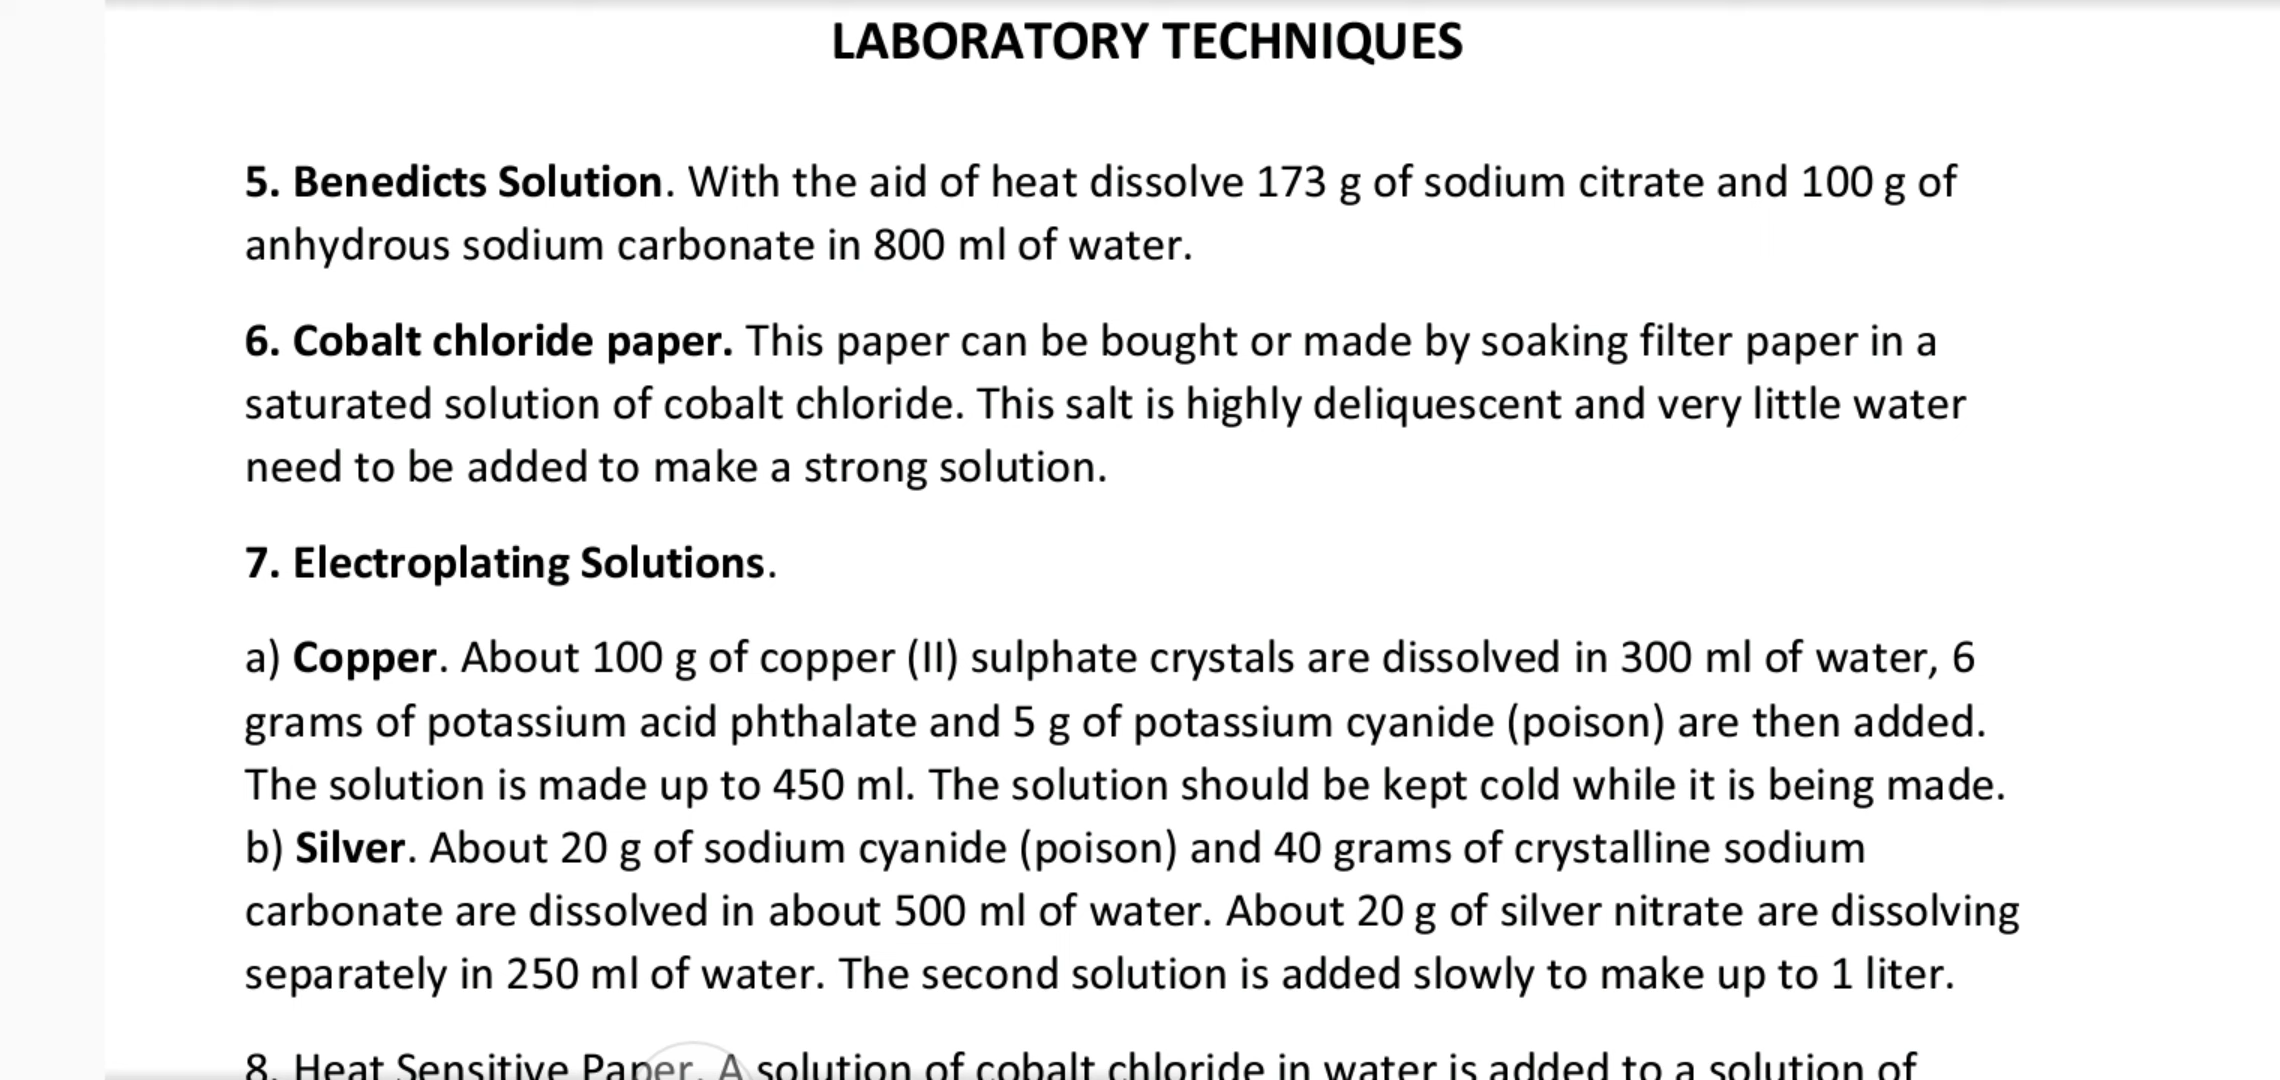 LABORATORY TECHNIQUES
5. Benedicts Solution. With the aid of heat dissolve 173 g of sodium citrate and 100 g of
anhydrous sodium carbonate in 800 ml of water.
6. Cobalt chloride paper. This paper can be bought or made by soaking filter paper in a
saturated solution of cobalt chloride. This salt is highly deliquescent and very little water
need to be added to make a strong solution.
7. Electroplating Solutions.
a) Copper. About 100 g of copper (II) sulphate crystals are dissolved in 300 ml of water, 6
grams of potassium acid phthalate and 5 g of potassium cyanide (poison) are then added.
The solution is made up to 450 ml. The solution should be kept cold while it is being made.
b) Silver. About 20 g of sodium cyanide (poison) and 40 grams of crystalline sodium
carbonate are dissolved in about 500 ml of water. About 20 g of silver nitrate are dissolving
separately in 250 ml of water. The second solution is added slowly to make up to 1 liter.
8. Heat Sensitive Paper. A solution of cobalt chloride in water is added to a solution of